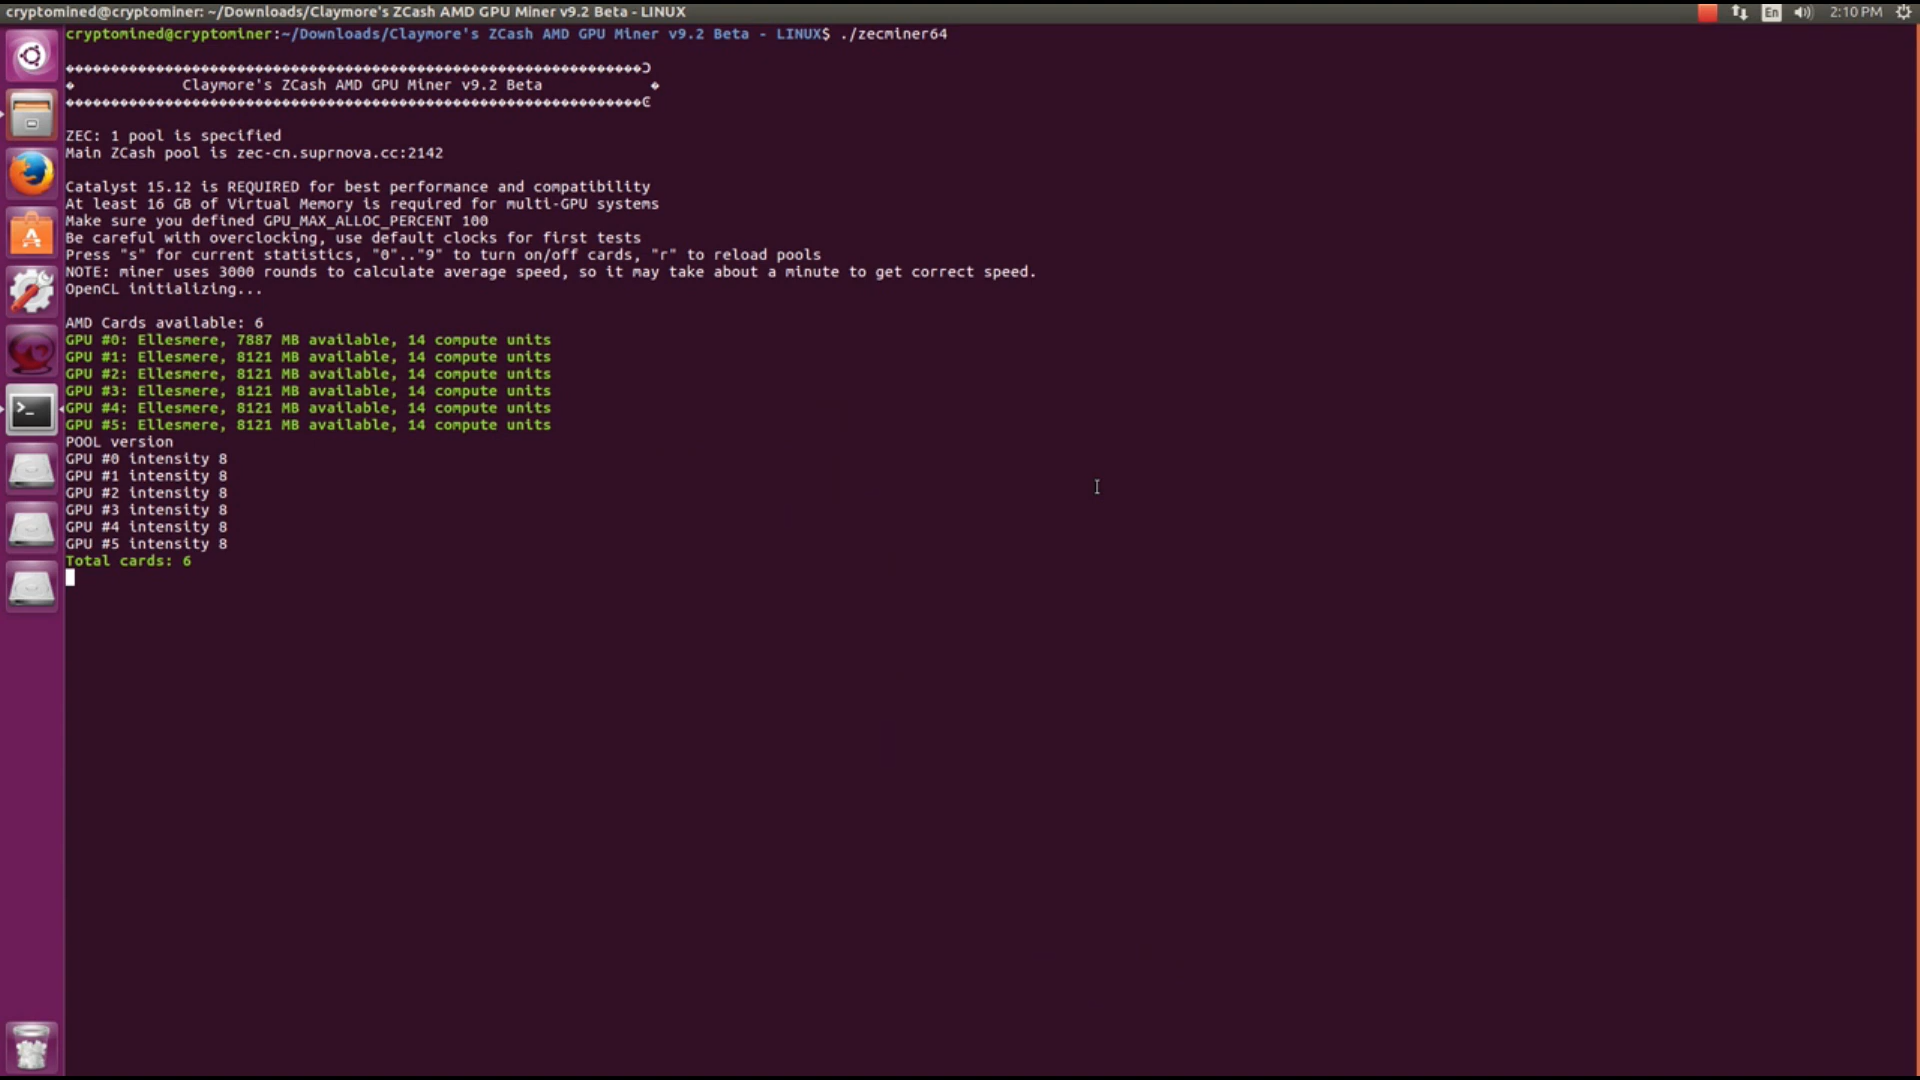 cryptomined@cryptominer: ~/Downloads/Claymore's ZCash AMD GPU Miner v9.2 Beta - LINUX
En
2:10 PM
cryptomined@cryptominer:~/Downloads/Claymore's ZCash AMD GPU Miner v9.2 Beta - LINUX$ ./zecminer64
Claymore's ZCash AMD GPU Miner v9.2 Beta
ZEC: 1 pool is specified
Main ZCash pool is zec-cn.suprnova.cc:2142
Catalyst 15.12 is REQUIRED for best performance and compatibility
At least 16 GB of Virtual Memory is required for multi-GPU systems
Make sure you defined GPU_MAX_ALLOC_PERCENT 100
Be careful with overclocking, use default clocks for first tests
Press "s" for current statistics, "0".."9" to turn on/off cards, "r" to reload pools
NOTE: miner uses 3000 rounds to calculate average speed, so it may take about a minute to get correct speed.
OpenCL initializing...
AMD Cards available: 6
GPU #0: Ellesmere, 7887 MB available, 14 compute units
GPU #1: Ellesmere, 8121 MB available, 14 compute units
GPU #2: Ellesmere, 8121 MB available, 14 compute units
GPU #3: Ellesmere, 8121 MB available, 14 compute units
GPU #4: Ellesmere, 8121 MB available, 14 compute units
GPU #5: Ellesmere, 8121 MB available, 14 compute units
POOL version
GPU #0 intensity 8
GPU #1 intensity 8
GPU #2 intensity 8
GPU #3 intensity 8
GPU #4 intensity 8
GPU #5 intensity 8
Total cards: 6